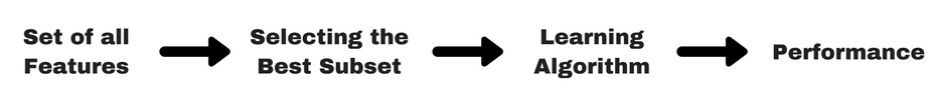 Set of all
Features
Selecting the
Best Subset
Learning
Algorithm
Performance